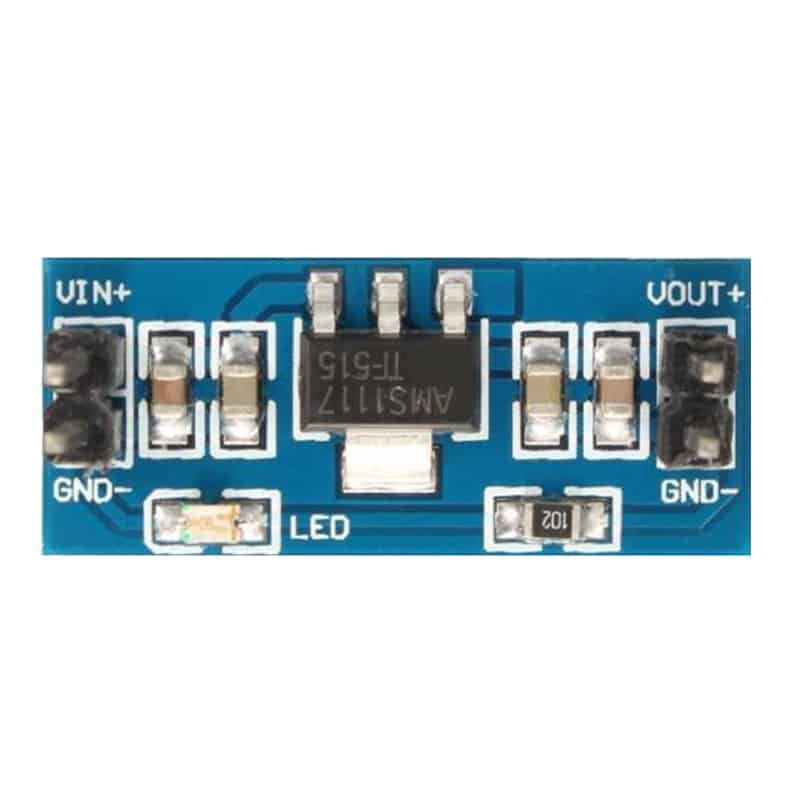 VIN+
VOUT+
AMS1117
TF515
GND-
GND-
LED
102